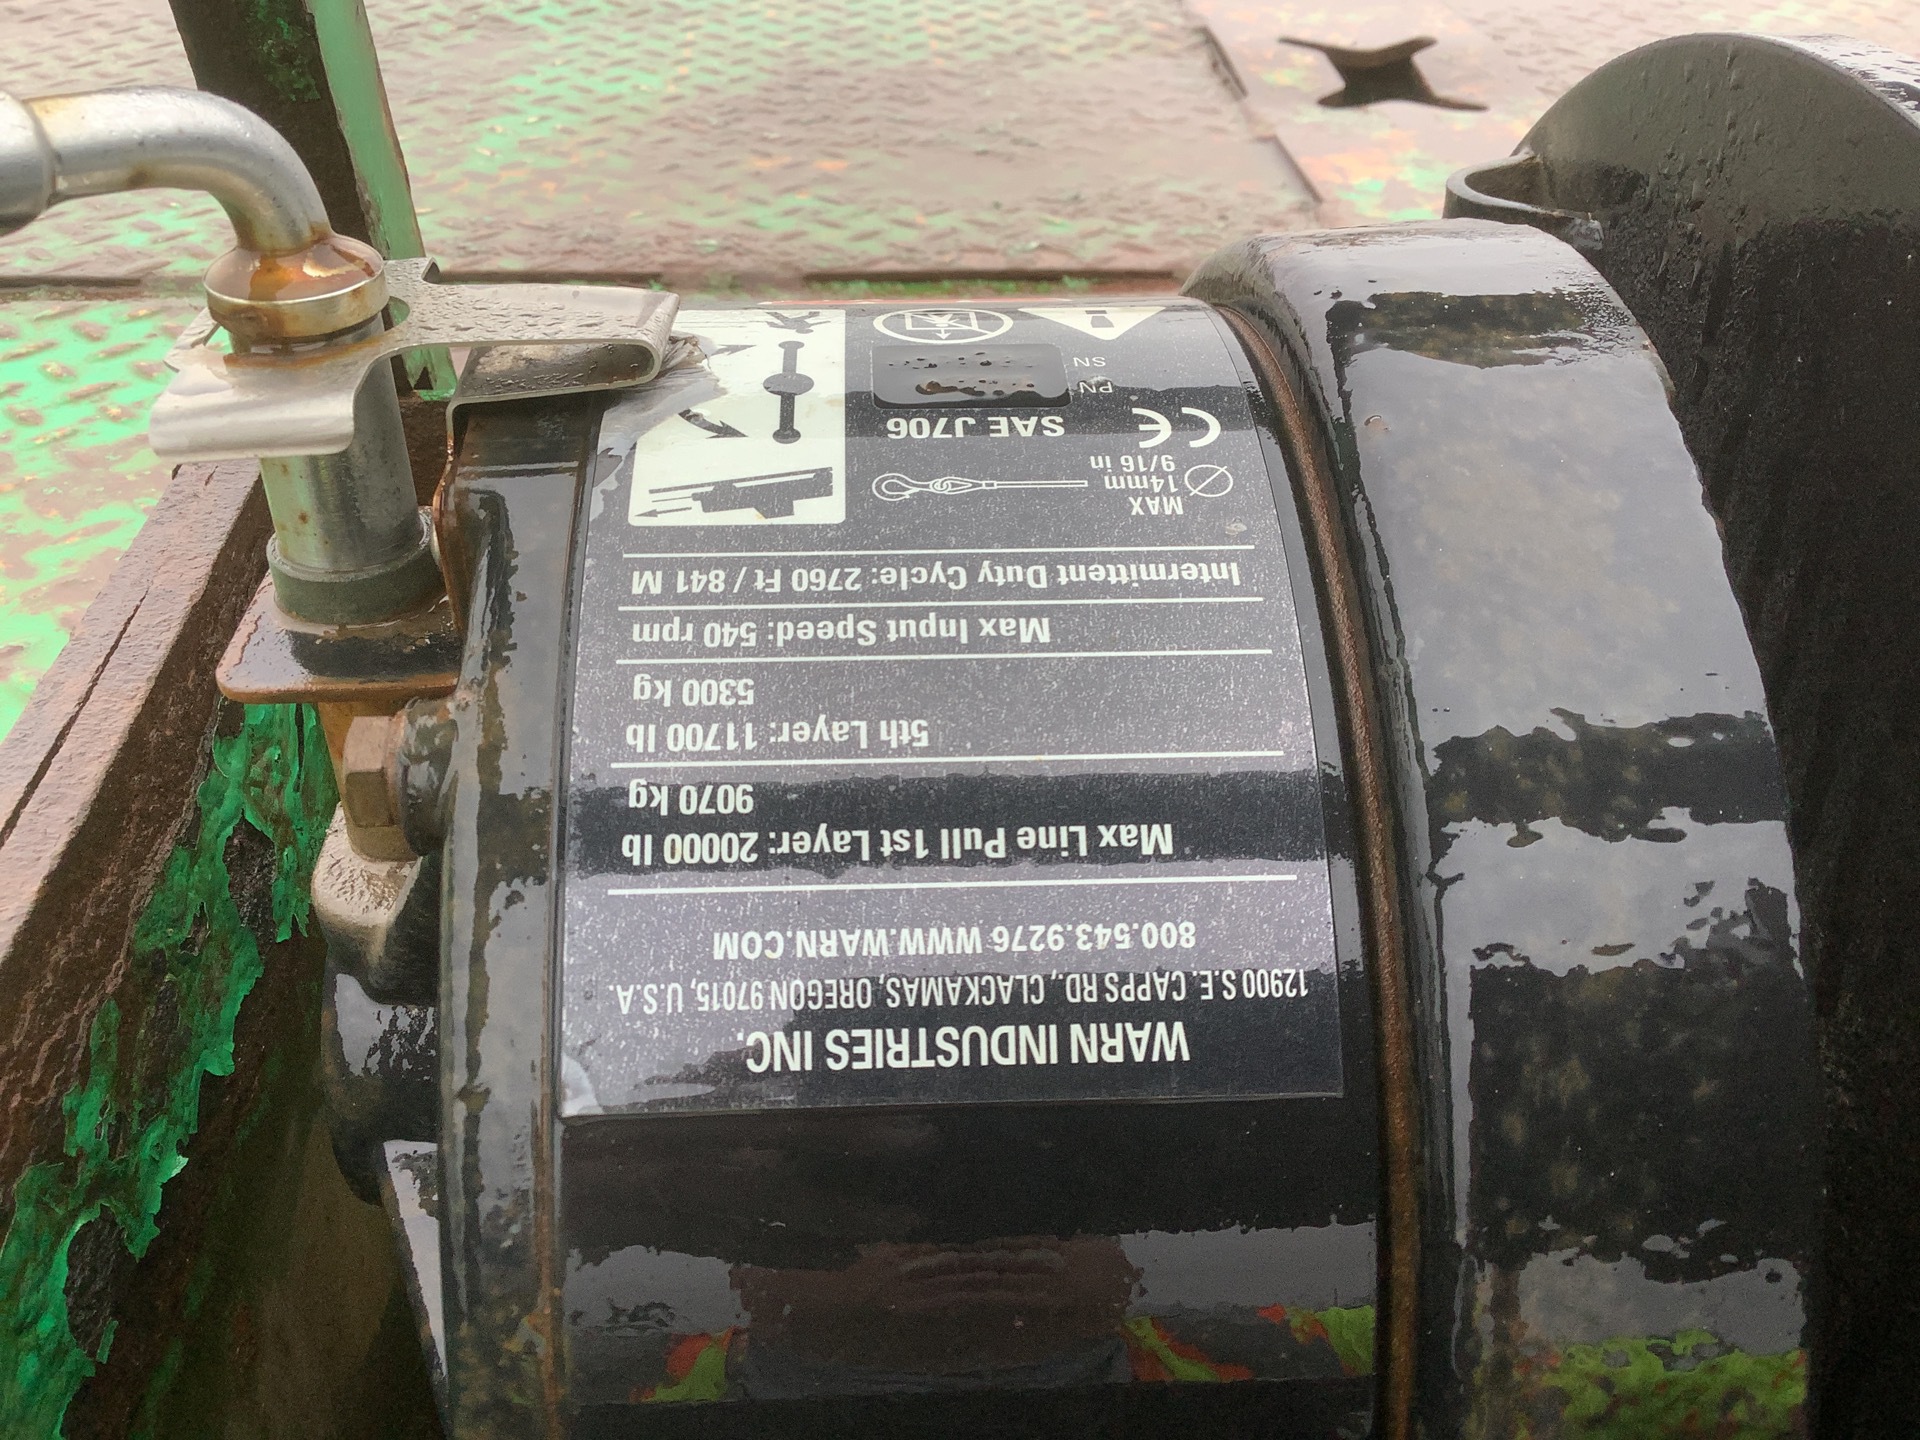 WARN INDUSTRIES INC.
12900 S.E. CAPPS RD., CLACKAMAS, OREGON 97015, U.S.A.
800.543.9276 WWW.WARN.COM
Max Line Pull 1st Layer: 20000 lb
9070 kg
5th Layer: 11700 lb
5300 kg
Max Input Speed: 540 rpm
Intermittent Duty Cycle: 2760 Ft / 841 M
MAX
14mm
9/16 in
CE
SAE J706
PN
SN